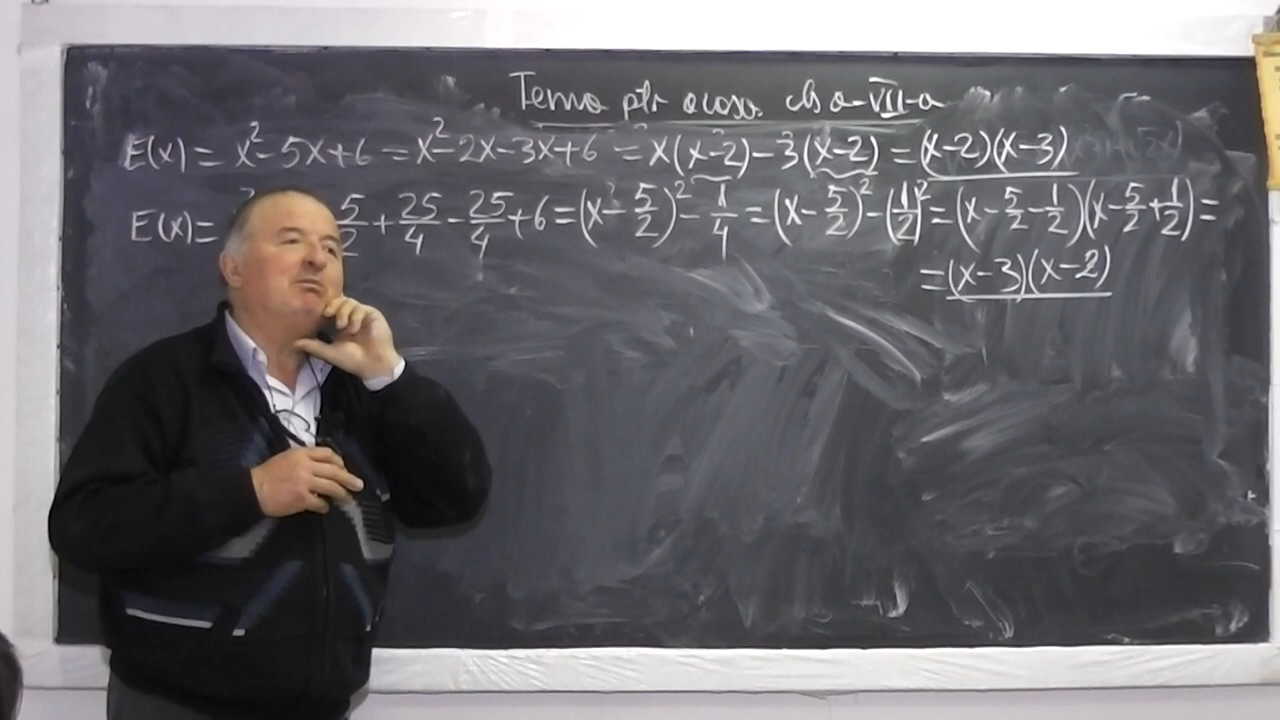 Tema ptr acasa cls a-VII-a
E(x) = x² - 5x + 6 = x² - 2x - 3x + 6 = x(x-2) - 3(x-2) = (x-2)(x-3)
E(x) = 5/2 + 25/4 - 25/4 + 6 = (x - 5/2)² - 1/4 = (x - 5/2)² - (1/2)² = (x - 5/2 - 1/2)(x - 5/2 + 1/2) =
= (x-3)(x-2)